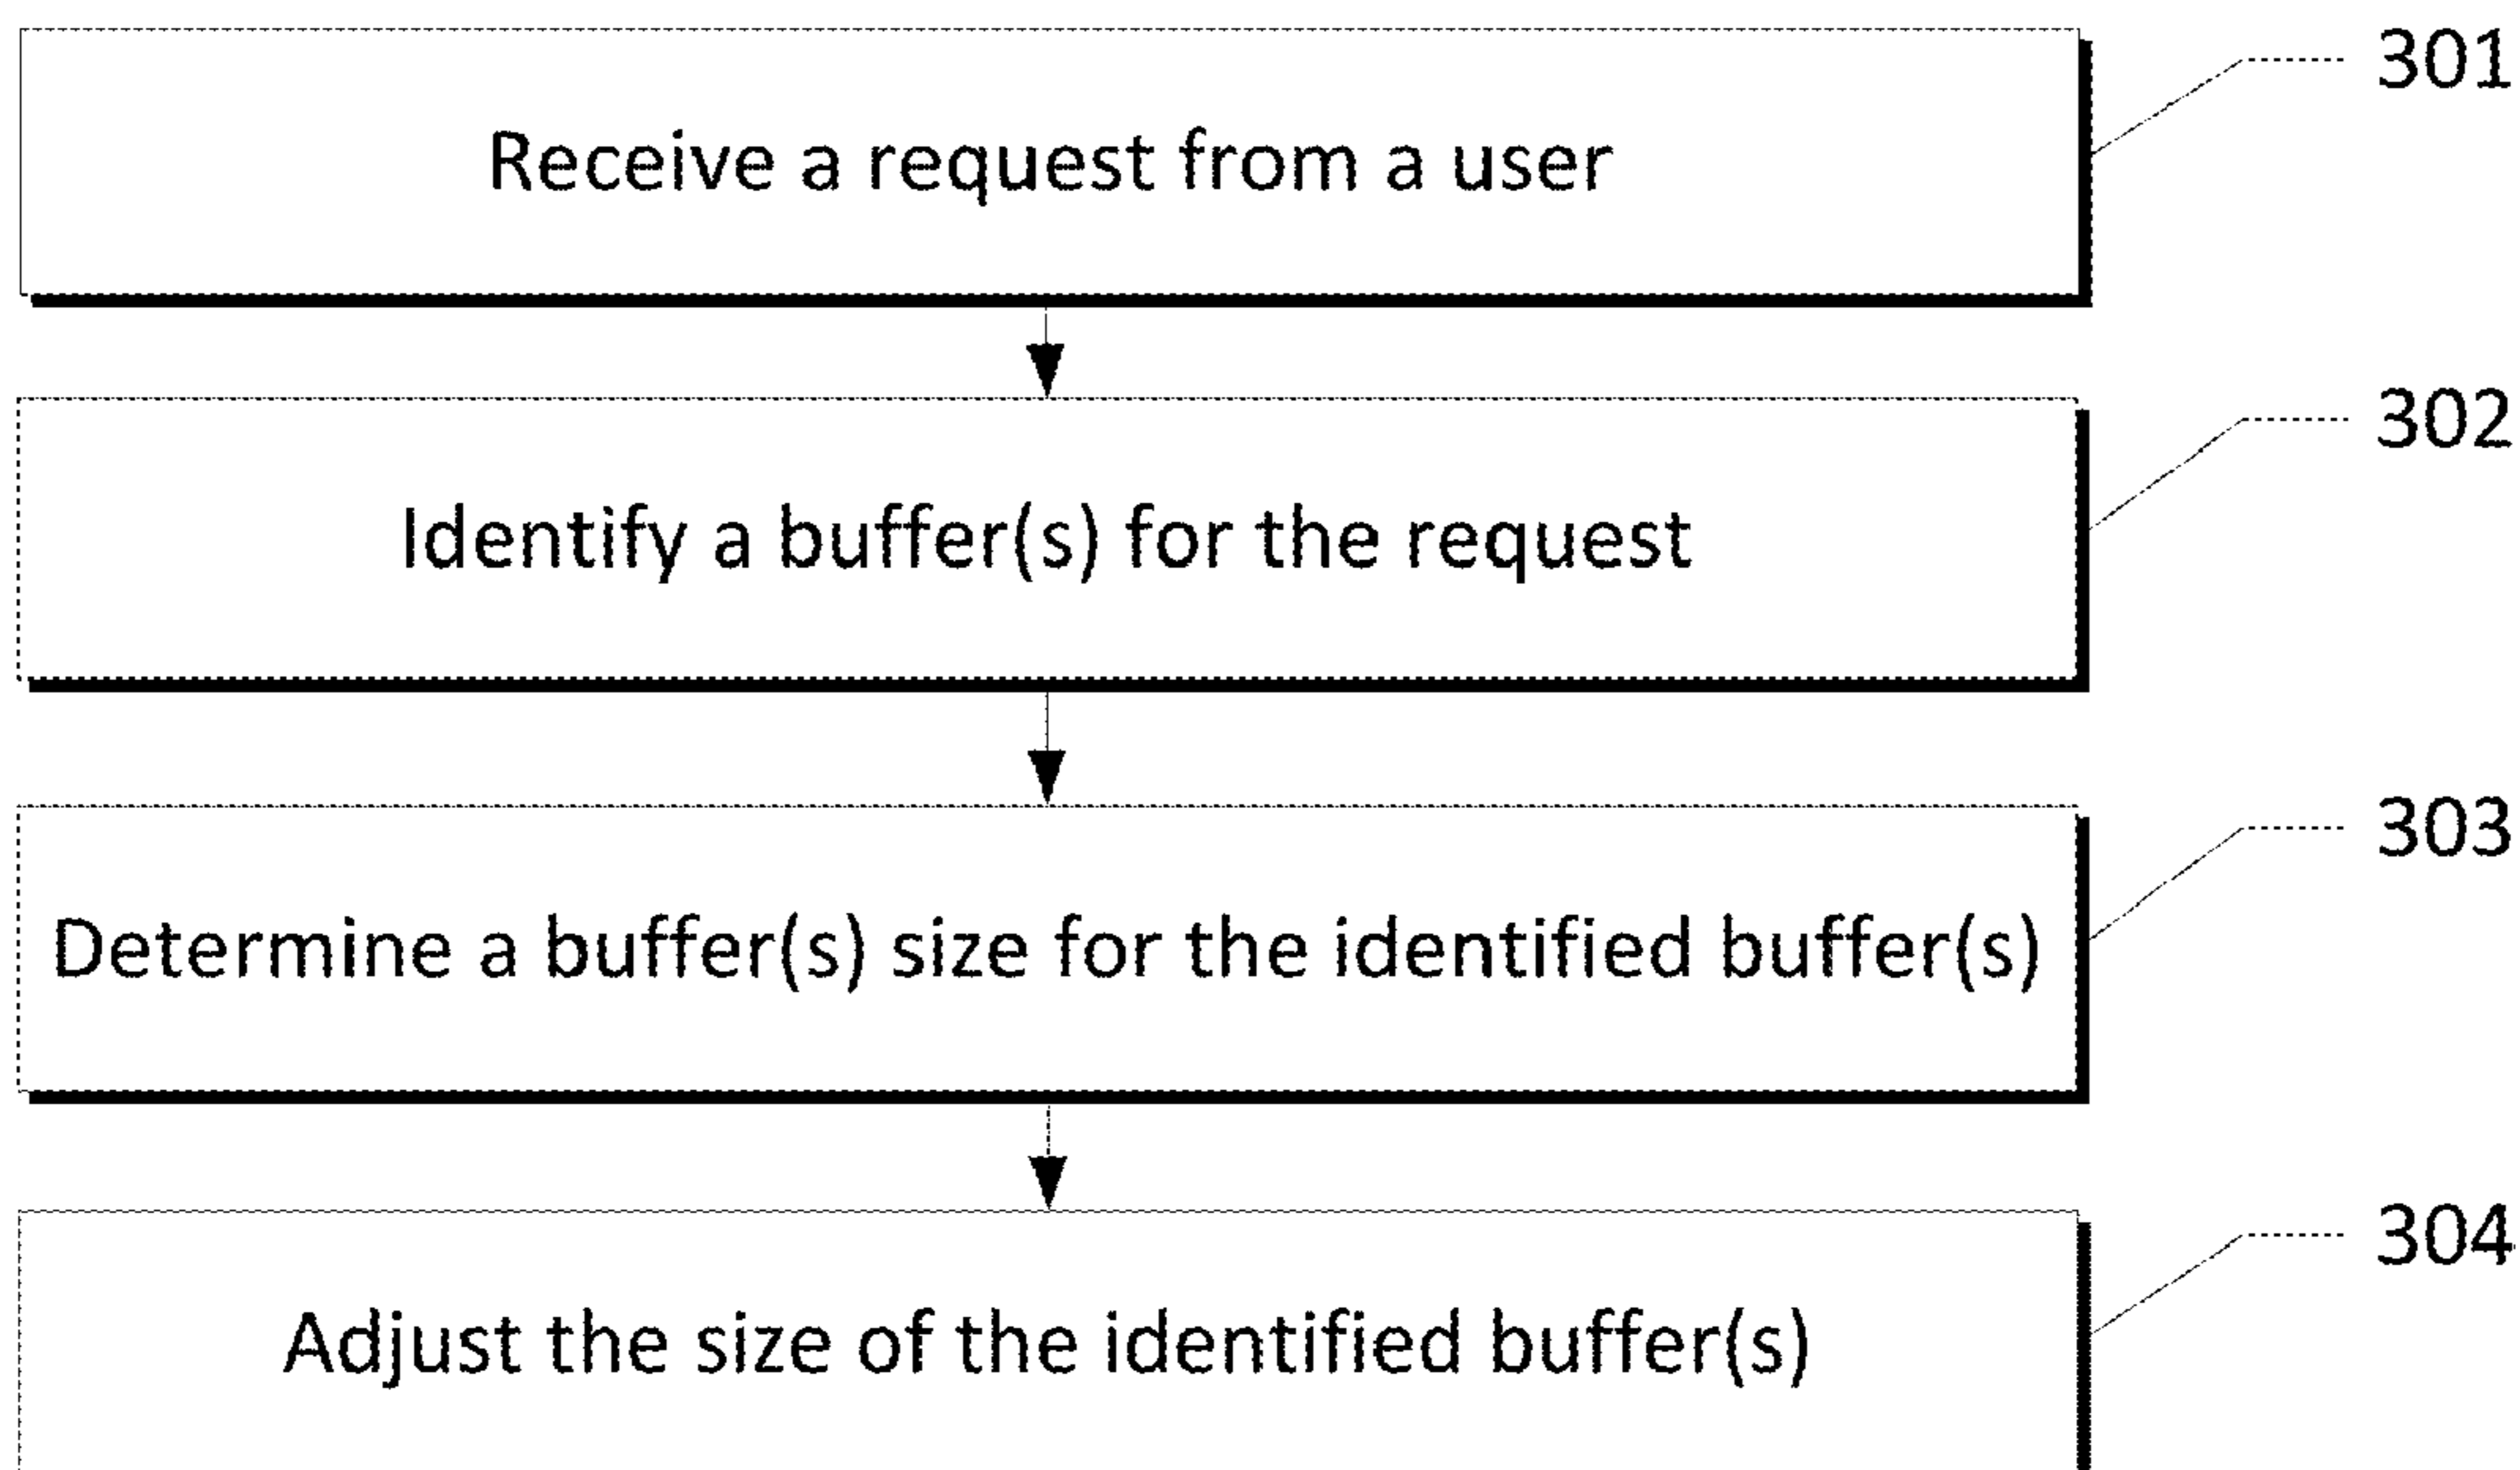 Receive a request from a user
301
Identify a buffer(s) for the request
302
Determine a buffer(s) size for the identified buffer(s)
303
Adjust the size of the identified buffer(s)
304